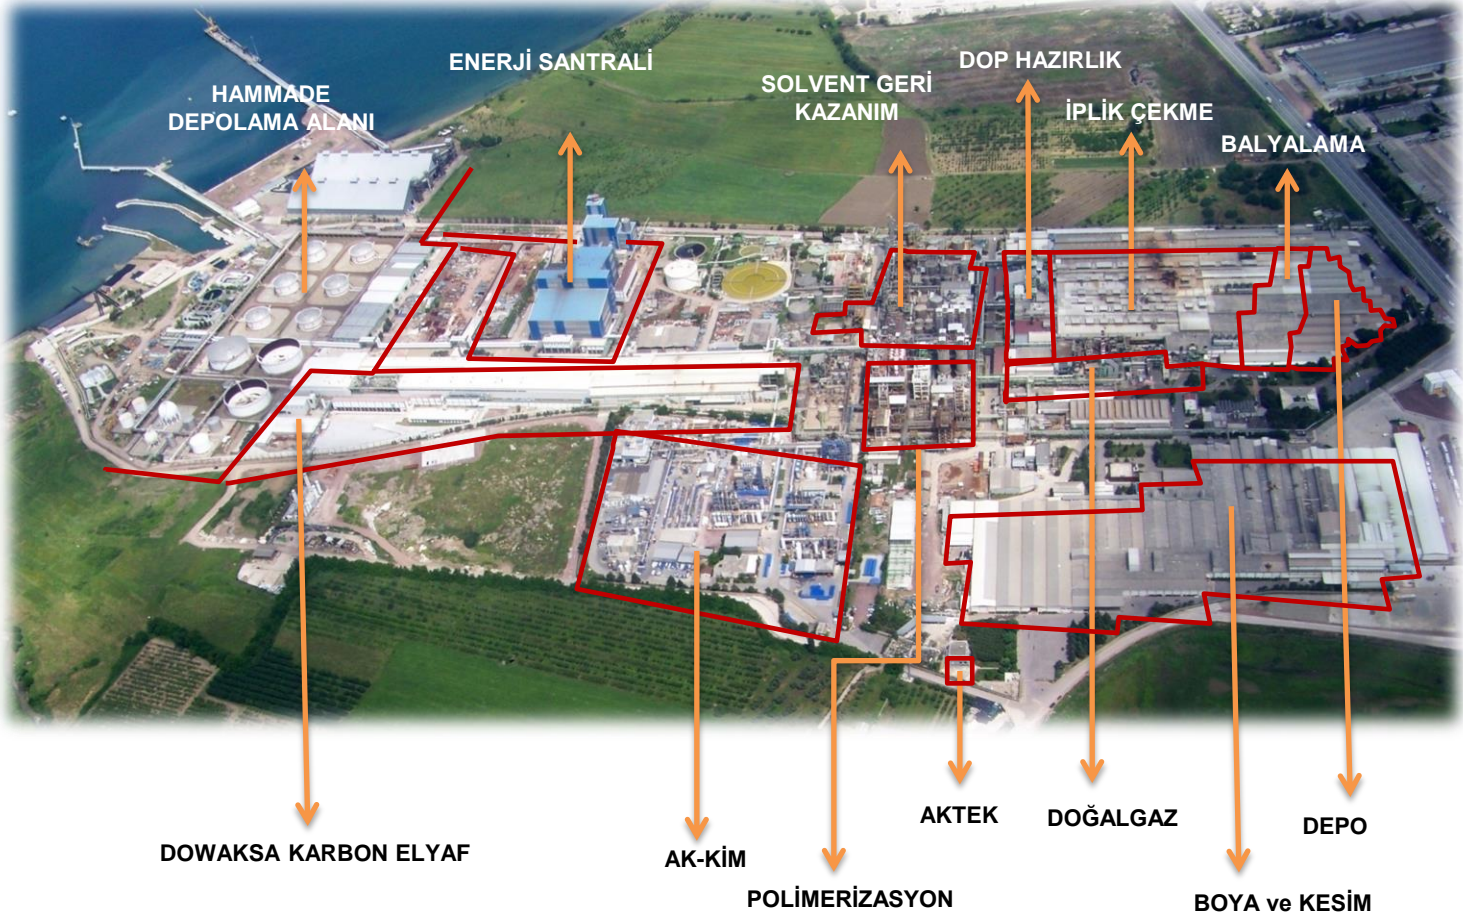 ENERJİ SANTRALİ
HAMMADE
DEPOLAMA ALANI
SOLVENT GERİ
KAZANIM
DOP HAZIRLIK
İPLİK ÇEKME
BALYALAMA
DOWAKSA KARBON ELYAF
AK-KİM
POLİMERİZASYON
AKTEK
DOĞALGAZ
BOYA ve KESİM
DEPO